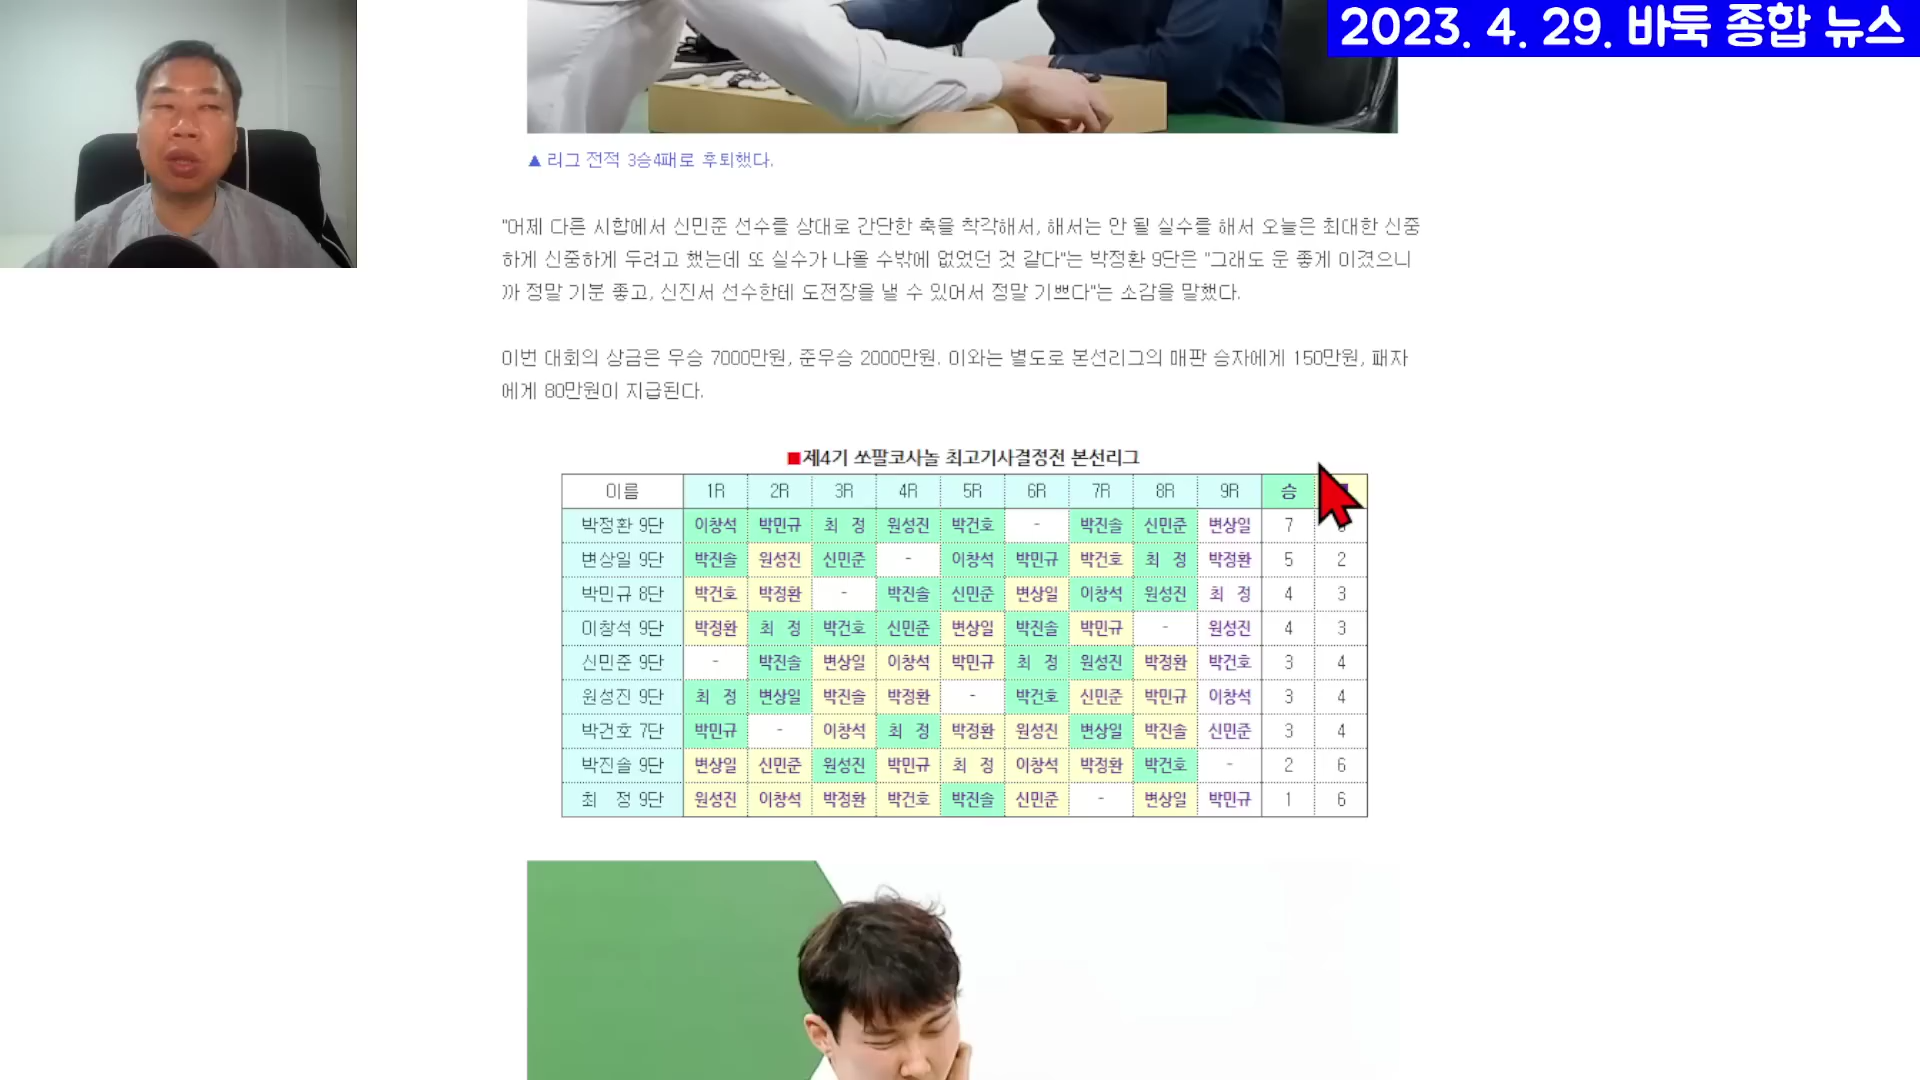 2023. 4. 29. 바둑 종합 뉴스
▲ 리그 전적 3승4패로 후퇴했다.
"어제 다른 시합에서 신민준 선수를 상대로 간단한 축을 착각해서, 해서는 안 될 실수를 해서 오늘은 최대한 신중
하게 신중하게 두려고 했는데 또 실수가 나올 수밖에 없었던 것 같다"는 박정환 9단은 "그래도 운 좋게 이겼으니
까 정말 기분 좋고, 신진서 선수한테 도전장을 낼 수 있어서 정말 기쁘다"는 소감을 말했다.
이번 대회의 상금은 우승 7000만원, 준우승 2000만원. 이와는 별도로 본선리그의 매판 승자에게 150만원, 패자
에게 80만원이 지급된다.
■제4기 쏘팔코사놀 최고기사결정전 본선리그
이름 1R 2R 3R 4R 5R 6R 7R 8R 9R 승
박정환 9단 이창석 박민규 최 정 원성진 박건호 - 박진솔 신민준 변상일 7
변상일 9단 박진솔 원성진 신민준 - 이창석 박민규 박건호 최 정 박정환 5 2
박민규 8단 박건호 박정환 - 박진솔 신민준 변상일 이창석 원성진 최 정 4 3
이창석 9단 박정환 최 정 박건호 신민준 변상일 박진솔 박민규 - 원성진 4 3
신민준 9단 - 박진솔 변상일 이창석 박민규 최 정 원성진 박정환 박건호 3 4
원성진 9단 최 정 변상일 박진솔 박정환 - 박건호 신민준 박민규 이창석 3 4
박건호 7단 박민규 - 이창석 최 정 박정환 원성진 변상일 박진솔 신민준 3 4
박진솔 9단 변상일 신민준 원성진 박민규 최 정 이창석 박정환 박건호 - 2 6
최 정 9단 원성진 이창석 박정환 박건호 박진솔 신민준 - 변상일 박민규 1 6